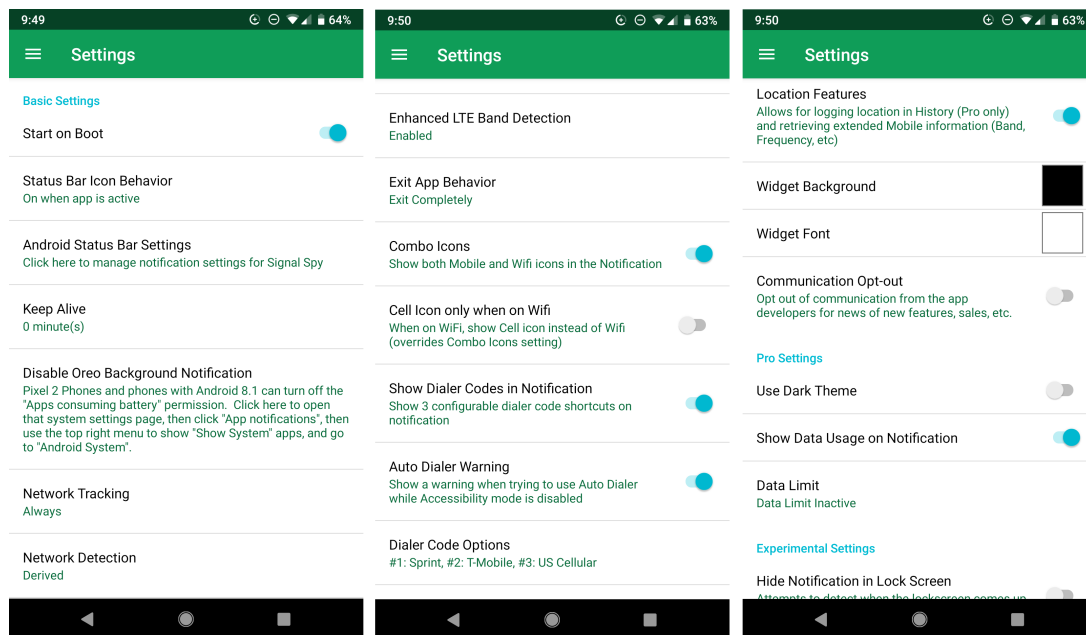 9:49
64%
Settings
Basic Settings
Start on Boot
Status Bar Icon Behavior
On when app is active
Android Status Bar Settings
Click here to manage notification settings for Signal Spy
Keep Alive
0 minute(s)
Disable Oreo Background Notification
Pixel 2 Phones and phones with Android 8.1 can turn off the
"Apps consuming battery" permission.  Click here to open
that system settings page, then click "App notifications", then
use the top right menu to show "Show System" apps, and go
to "Android System".
Network Tracking
Always
Network Detection
Derived
9:50
63%
Settings
Enhanced LTE Band Detection
Enabled
Exit App Behavior
Exit Completely
Combo Icons
Show both Mobile and Wifi icons in the Notification
Cell Icon only when on Wifi
When on WiFi, show Cell icon instead of Wifi
(overrides Combo Icons setting)
Show Dialer Codes in Notification
Show 3 configurable dialer code shortcuts on
notification
Auto Dialer Warning
Show a warning when trying to use Auto Dialer
while Accessibility mode is disabled
Dialer Code Options
#1: Sprint, #2: T-Mobile, #3: US Cellular
9:50
63%
Settings
Location Features
Allows for logging location in History (Pro only)
and retrieving extended Mobile information (Band,
Frequency, etc)
Widget Background
Widget Font
Communication Opt-out
Opt out of communication from the app
developers for news of new features, sales, etc.
Pro Settings
Use Dark Theme
Show Data Usage on Notification
Data Limit
Data Limit Inactive
Experimental Settings
Hide Notification in Lock Screen
Attempts to detect when the lockscreen comes up